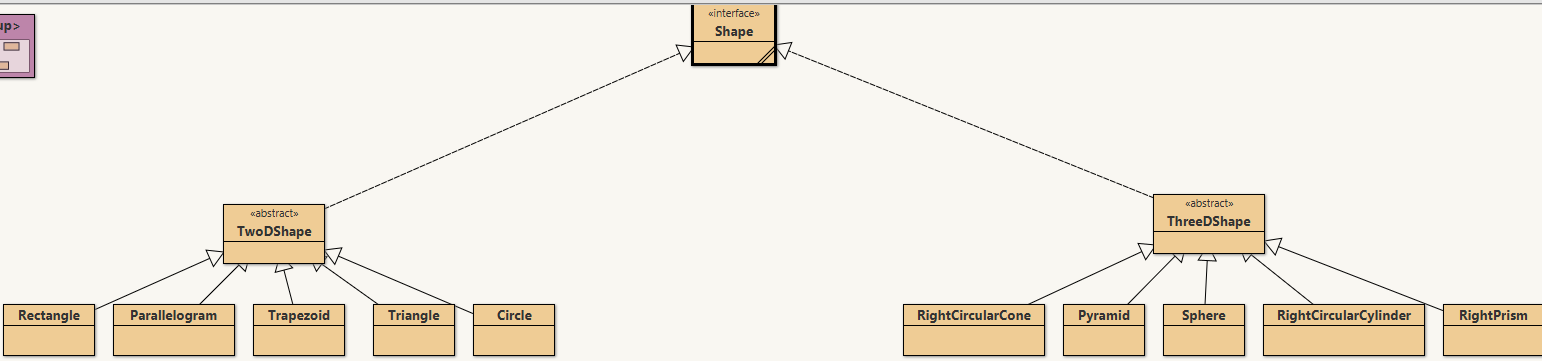 up>
«interface»
Shape
«abstract»
TwoDShape
«abstract»
ThreeDShape
Rectangle
Parallelogram
Trapezoid
Triangle
Circle
RightCircularCone
Pyramid
Sphere
RightCircularCylinder
RightPrism